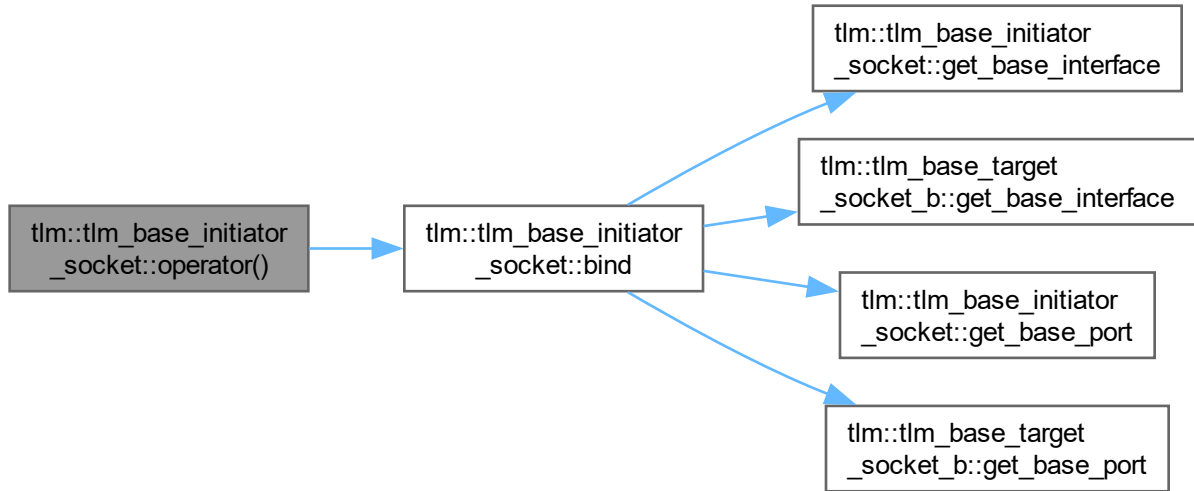 tlm::tlm_base_initiator
_socket::operator()
tlm::tlm_base_initiator
_socket::bind
tlm::tlm_base_initiator
_socket::get_base_interface
tlm::tlm_base_target
_socket_b::get_base_interface
tlm::tlm_base_initiator
_socket::get_base_port
tlm::tlm_base_target
_socket_b::get_base_port